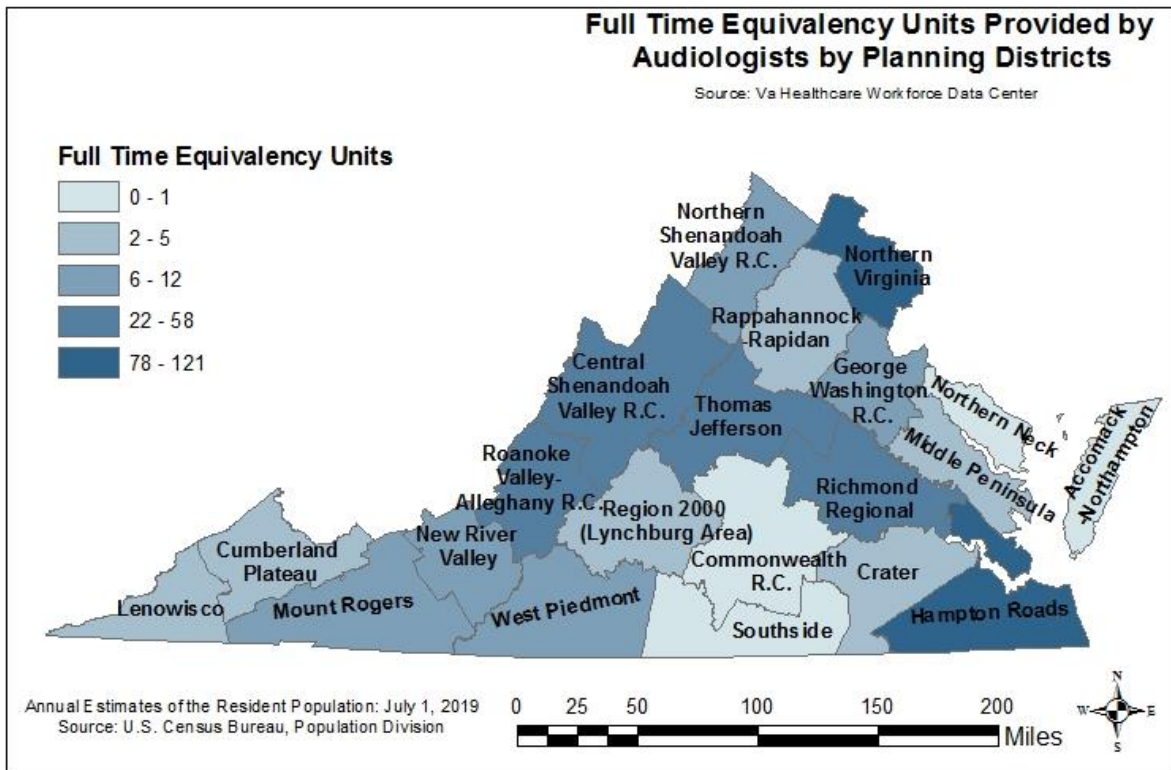 Full Time Equivalency Units Provided by
Audiologists by Planning Districts
Source: Va Healthcare Workforce Data Center
Full Time Equivalency Units
0 - 1
2 - 5
6 - 12
22 - 58
78 - 121
Northern
Shenandoah
Valley R.C.
Northern
Virginia
Rappahannock
-Rapidan
Central
Shenandoah
Valley R.C.
George
Washington
R.C.
Northern Neck
Accomack
-Northampton
Thomas
Jefferson
Middle Peninsula
Roanoke
Valley-
Alleghany R.C.
Richmond
Regional
Region 2000
(Lynchburg Area)
New River
Valley
Cumberland
Plateau
Commonwealth
R.C.
Crater
Lenowisco
Mount Rogers
West Piedmont
Southside
Hampton Roads
Annual Estimates of the Resident Population: July 1, 2019
Source: U.S. Census Bureau, Population Division
0 25 50 100 150 200
Miles
N
W E
S